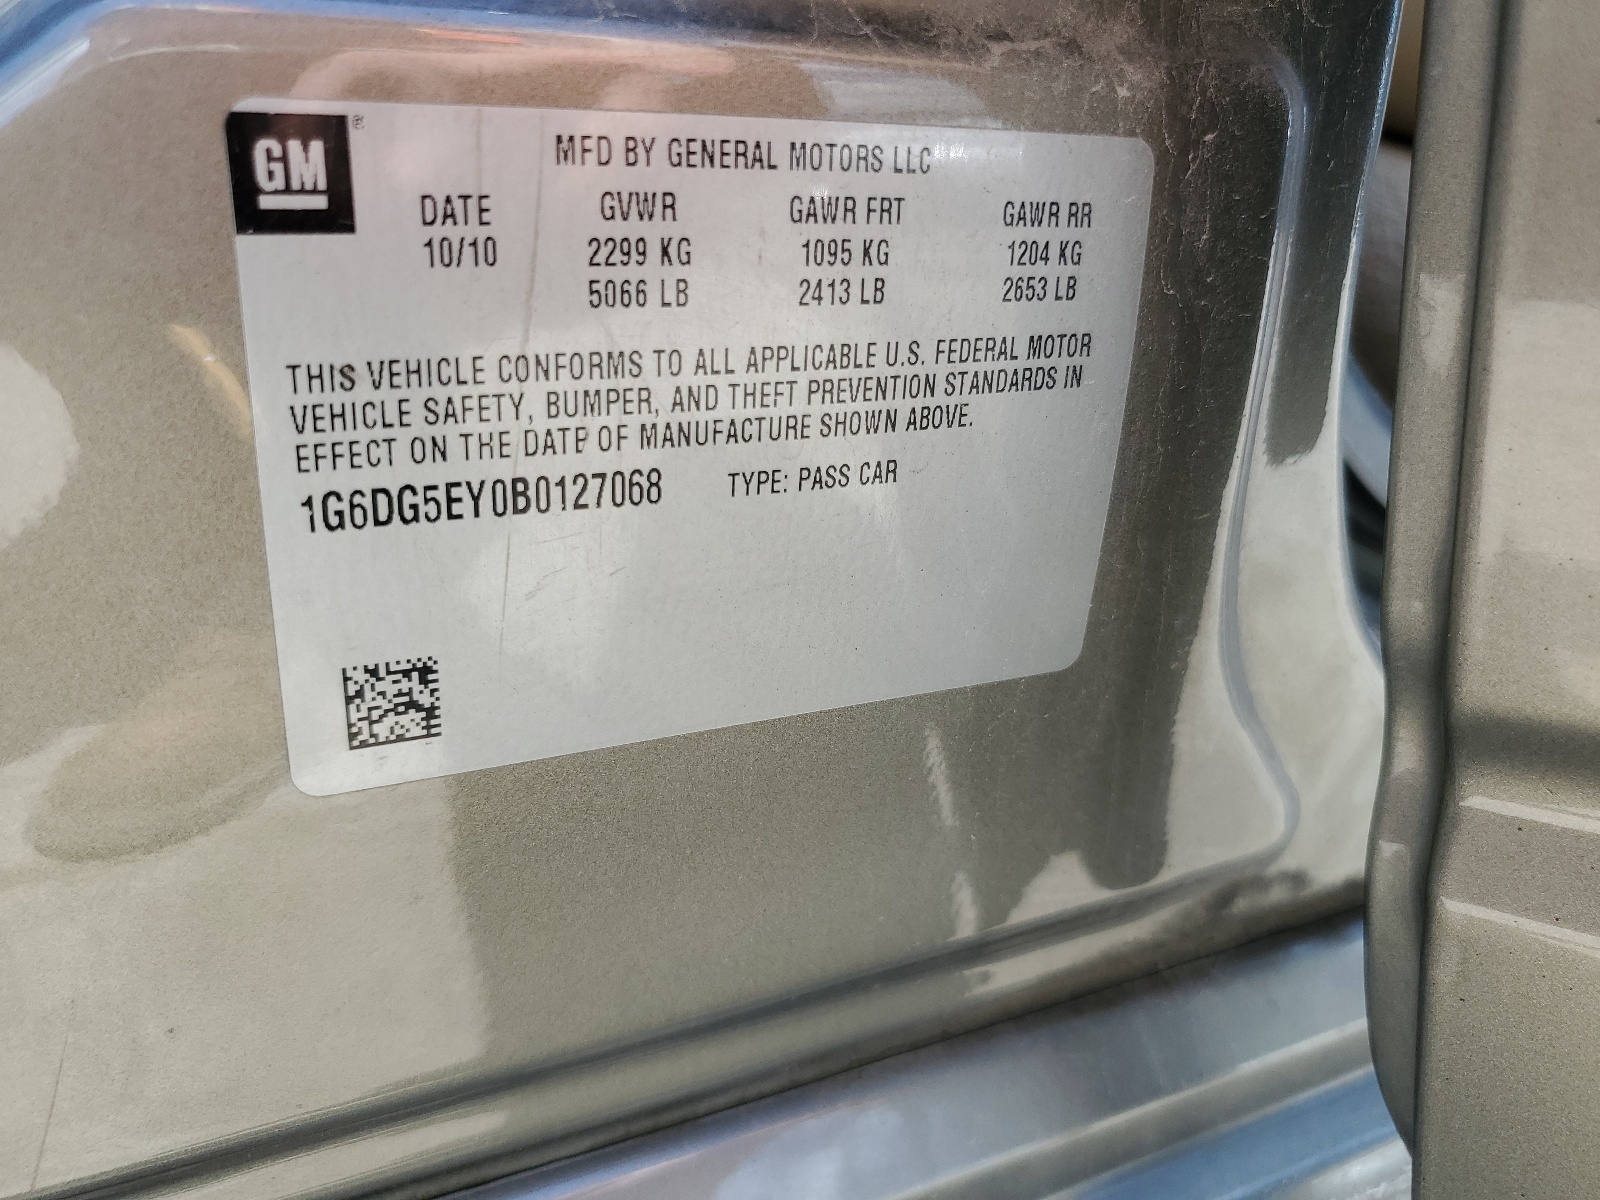 GM ®
MFD BY GENERAL MOTORS LLC
DATE GVWR GAWR FRT GAWR RR
10/10 2299 KG 1095 KG 1204 KG
5066 LB 2413 LB 2653 LB
THIS VEHICLE CONFORMS TO ALL APPLICABLE U.S. FEDERAL MOTOR
VEHICLE SAFETY, BUMPER, AND THEFT PREVENTION STANDARDS IN
EFFECT ON THE DATE OF MANUFACTURE SHOWN ABOVE.
1G6DG5EY0B0127068 TYPE: PASS CAR